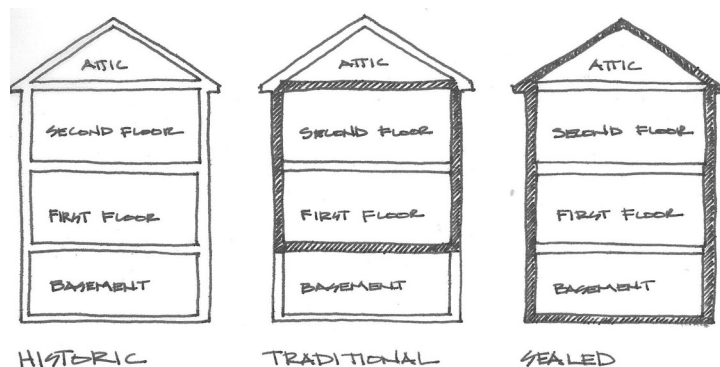 ATTIC
SECOND FLOOR
FIRST FLOOR
BASEMENT
HISTORIC
ATTIC
SECOND FLOOR
FIRST FLOOR
BASEMENT
TRADITIONAL
ATTIC
SECOND FLOOR
FIRST FLOOR
BASEMENT
SEALED